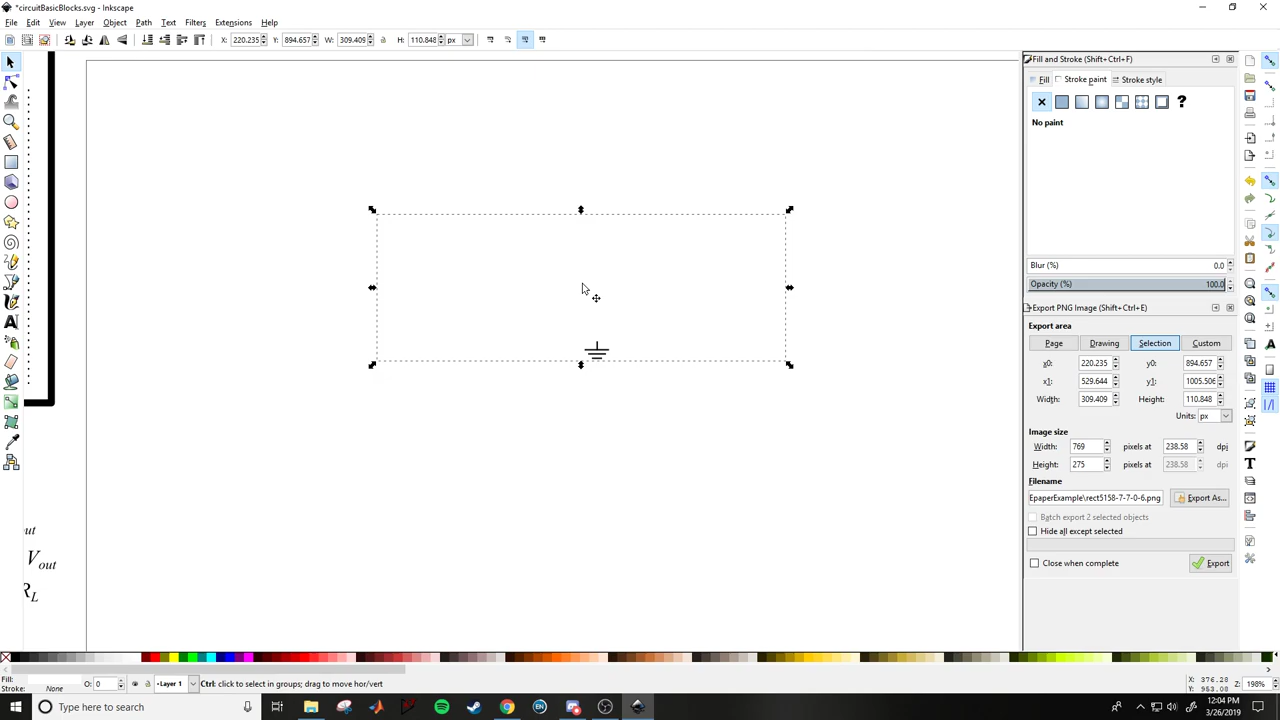 *circuitBasicBlocks.svg - Inkscape
File Edit View Layer Object Path Text Filters Extensions Help
X: 220.235 Y: 894.657 W: 309.409 H: 110.848 px
Fill and Stroke (Shift+Ctrl+F)
Fill Stroke paint Stroke style
?
No paint
Blur (%) 0.0
Opacity (%) 100.0
Export PNG Image (Shift+Ctrl+E)
Export area
Page Drawing Selection Custom
x0: 220.235 y0: 894.657
x1: 529.644 y1: 1005.506
Width: 309.409 Height: 110.848
Units: px
Image size
Width: 769 pixels at 238.58 dpi
Height: 275 pixels at 238.58 dpi
Filename
EpaperExample\rect5158-7-7-0-6.png Export As...
Batch export 2 selected objects
Hide all except selected
Close when complete Export
out
Vout
RL
Fill:
Stroke: None O: 0 Layer 1 Ctrl: click to select in groups; drag to move hor/vert
X: 376.28
Y: 953.00
Z: 198%
Type here to search
12:04 PM
3/26/2019